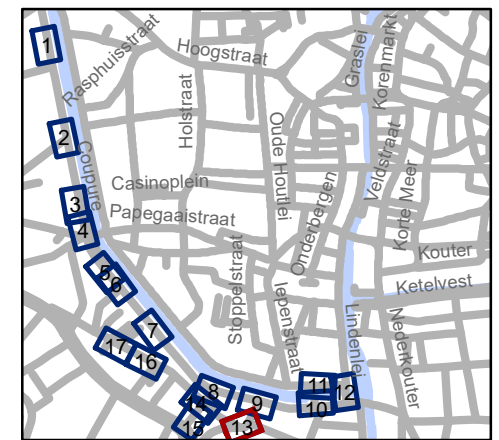 1
Rasphuisstraat
Hoogstraat
Graslei
Korenmarkt
2
Coupure
Holstraat
Oude Houtlei
Veldstraat
3
Casinoplein
Onderbergen
Korte Meer
4
Papegaaistraat
Kouter
5
6
Stoppelstraat
Ketelvest
7
Iepenstraat
Lindenlei
Nederkouter
17
16
8
11
12
14
9
10
15
13